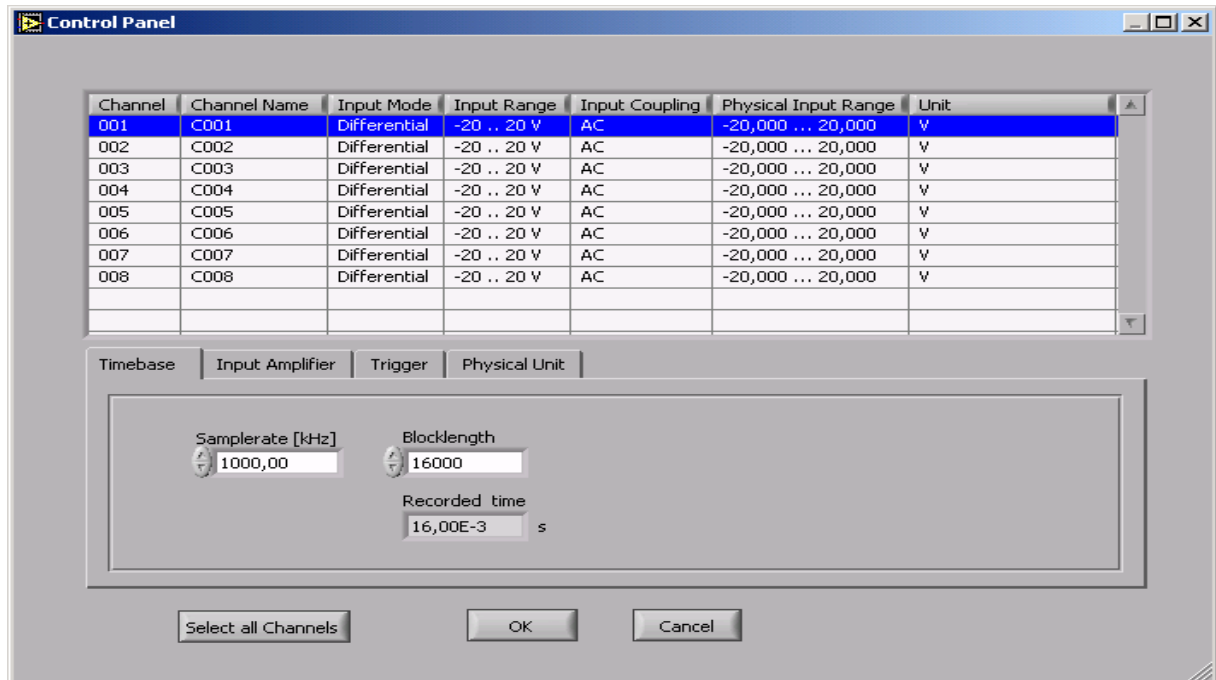 Control Panel
Channel Channel Name Input Mode Input Range Input Coupling Physical Input Range Unit
001 C001 Differential -20 .. 20 V AC -20,000 ... 20,000 V
002 C002 Differential -20 .. 20 V AC -20,000 ... 20,000 V
003 C003 Differential -20 .. 20 V AC -20,000 ... 20,000 V
004 C004 Differential -20 .. 20 V AC -20,000 ... 20,000 V
005 C005 Differential -20 .. 20 V AC -20,000 ... 20,000 V
006 C006 Differential -20 .. 20 V AC -20,000 ... 20,000 V
007 C007 Differential -20 .. 20 V AC -20,000 ... 20,000 V
008 C008 Differential -20 .. 20 V AC -20,000 ... 20,000 V
Timebase Input Amplifier Trigger Physical Unit
Samplerate [kHz] Blocklength
1000,00 16000
Recorded time
16,00E-3 s
Select all Channels OK Cancel